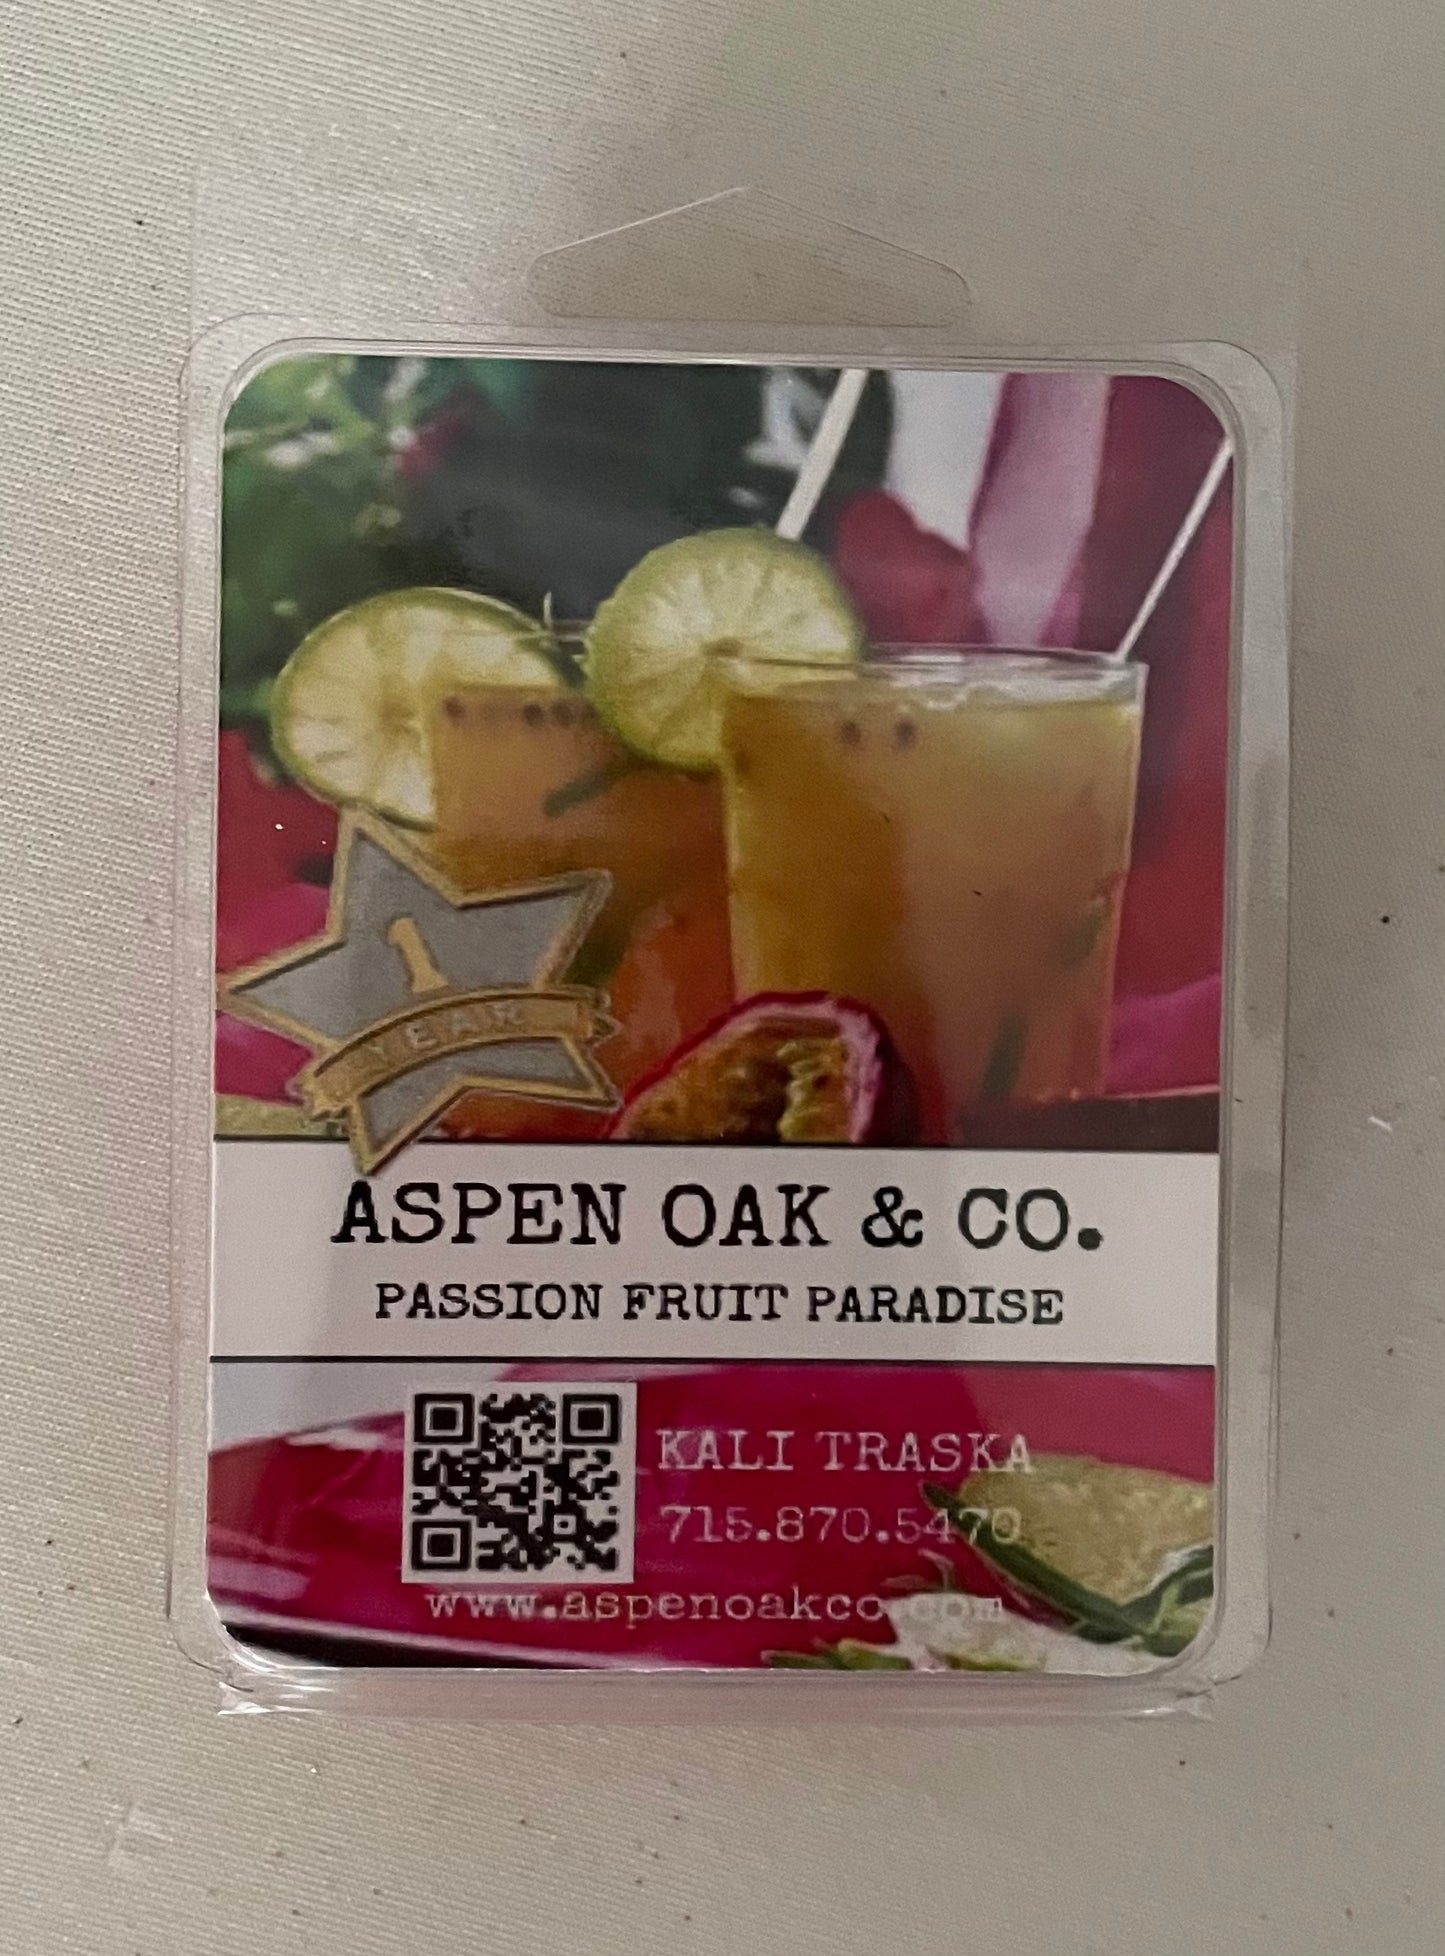 1
YEAR
ASPEN OAK & CO.
PASSION FRUIT PARADISE
KALI TRASKA
715.870.5470
www.aspenoakco.com